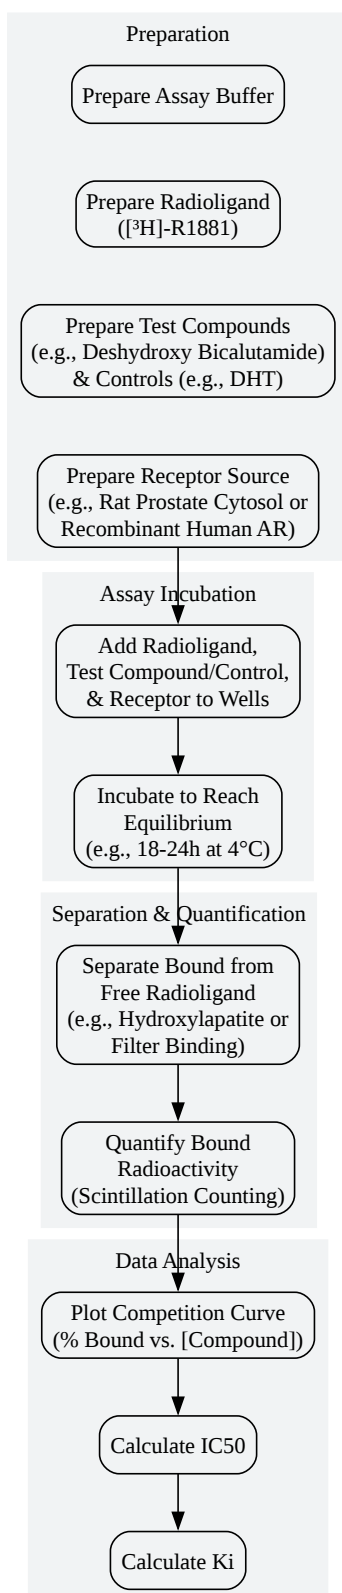 Preparation
Prepare Assay Buffer
Prepare Radioligand
([³H]-R1881)
Prepare Test Compounds
(e.g., Deshydroxy Bicalutamide)
& Controls (e.g., DHT)
Prepare Receptor Source
(e.g., Rat Prostate Cytosol or
Recombinant Human AR)
Assay Incubation
Add Radioligand,
Test Compound/Control,
& Receptor to Wells
Incubate to Reach
Equilibrium
(e.g., 18-24h at 4°C)
Separation & Quantification
Separate Bound from
Free Radioligand
(e.g., Hydroxylapatite or
Filter Binding)
Quantify Bound
Radioactivity
(Scintillation Counting)
Data Analysis
Plot Competition Curve
(% Bound vs. [Compound])
Calculate IC50
Calculate Ki